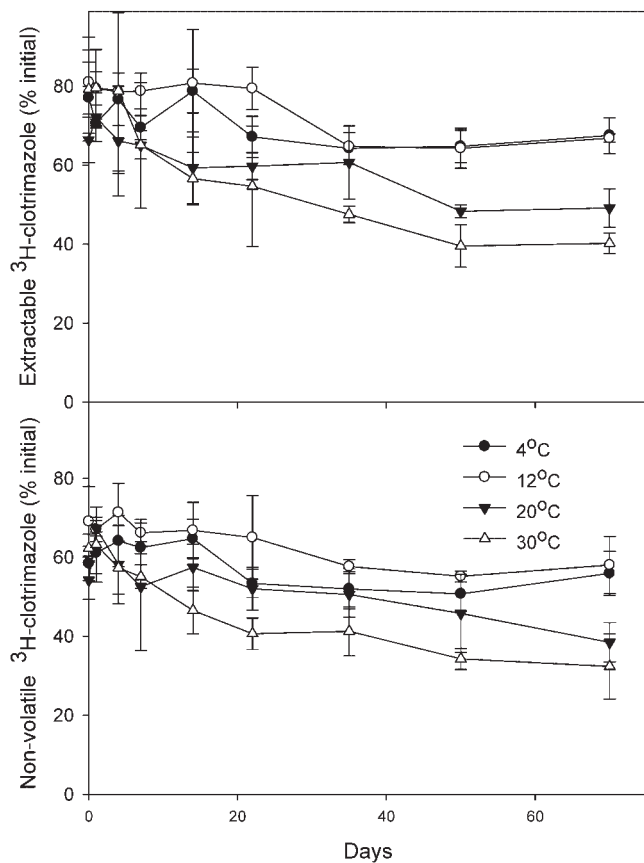 Extractable ³H-clotrimazole (% initial)
80
60
40
20
0
Non-volatile ³H-clotrimazole (% initial)
80
60
40
20
0
4°C
12°C
20°C
30°C
0 20 40 60
Days